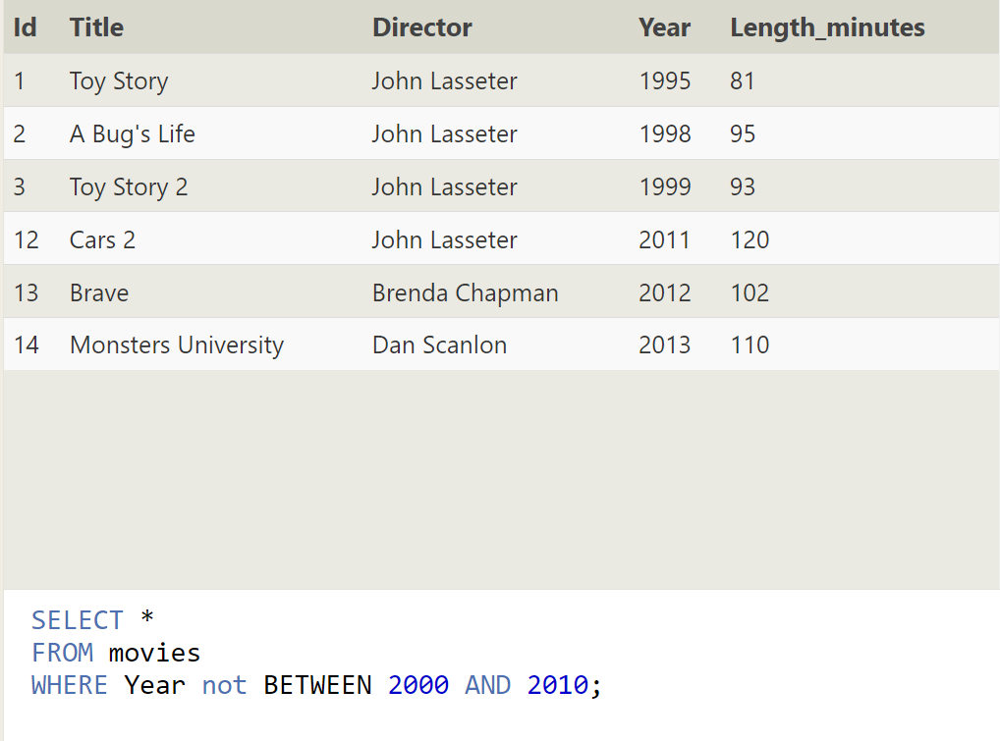 Id Title Director Year Length_minutes
1 Toy Story John Lasseter 1995 81
2 A Bug's Life John Lasseter 1998 95
3 Toy Story 2 John Lasseter 1999 93
12 Cars 2 John Lasseter 2011 120
13 Brave Brenda Chapman 2012 102
14 Monsters University Dan Scanlon 2013 110
SELECT *
FROM movies
WHERE Year not BETWEEN 2000 AND 2010;